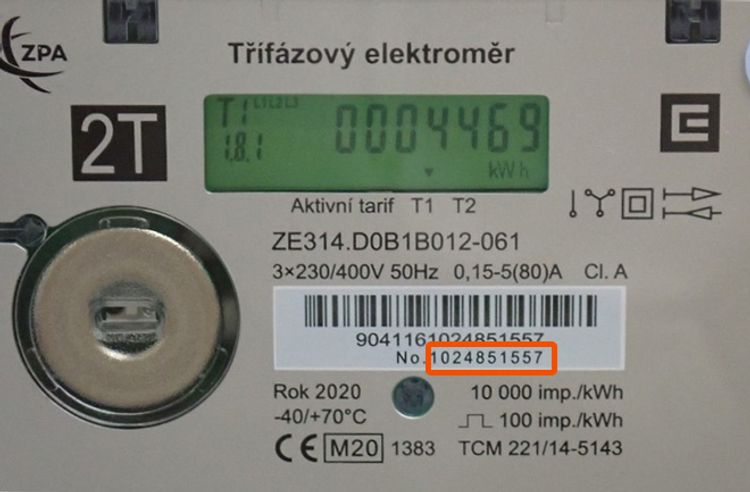 ZPA
Třífázový elektroměr
2T
T1 L1L2L3 0004469
1.8.1 kWh
Aktivní tarif T1 T2
ZE314.D0B1B012-061
3×230/400V 50Hz 0,15-5(80)A Cl. A
9041161024851557
No.1024851557
Rok 2020 10 000 imp./kWh
-40/+70°C 100 imp./kWh
CE M20 1383 TCM 221/14-5143